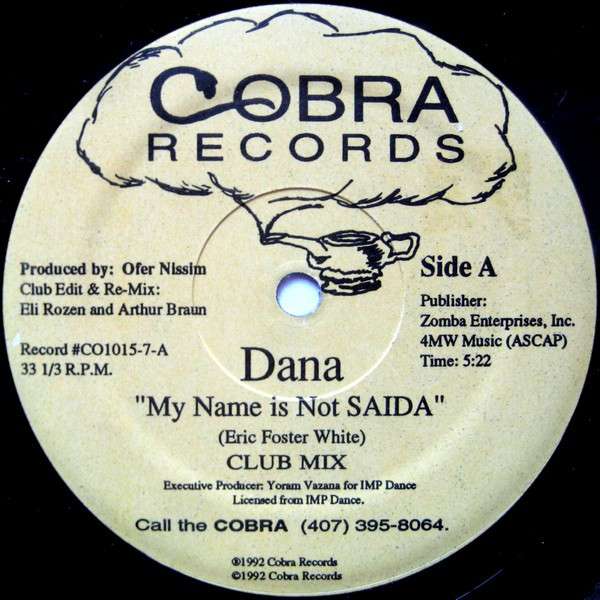 COBRA
RECORDS
Produced by: Ofer Nissim
Club Edit & Re-Mix:
Eli Rozen and Arthur Braun
Record #CO1015-7-A
33 1/3 R.P.M.
Side A
Publisher:
Zomba Enterprises, Inc.
4MW Music (ASCAP)
Time: 5:22
Dana
"My Name is Not SAIDA"
(Eric Foster White)
CLUB MIX
Executive Producer: Yoram Vazana for IMP Dance
Licensed from IMP Dance.
Call the COBRA (407) 395-8064.
®1992 Cobra Records
©1992 Cobra Records